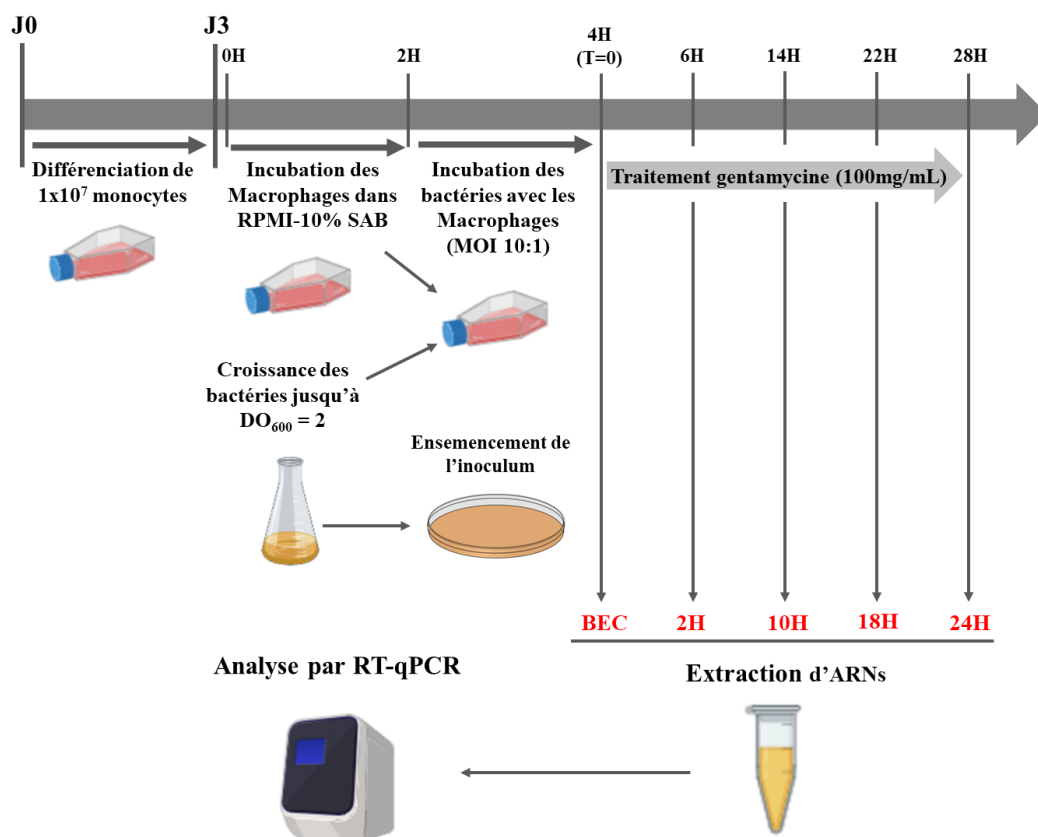 J0
J3
0H
2H
4H
(T=0)
6H
14H
22H
28H
Différenciation de
1x10⁷ monocytes
Incubation des
Macrophages dans
RPMI-10% SAB
Incubation des
bactéries avec les
Macrophages
(MOI 10:1)
Traitement gentamycine (100mg/mL)
Croissance des
bactéries jusqu’à
DO₆₀₀ = 2
Ensemencement de
l’inoculum
BEC
2H
10H
18H
24H
Analyse par RT-qPCR
Extraction d’ARNs